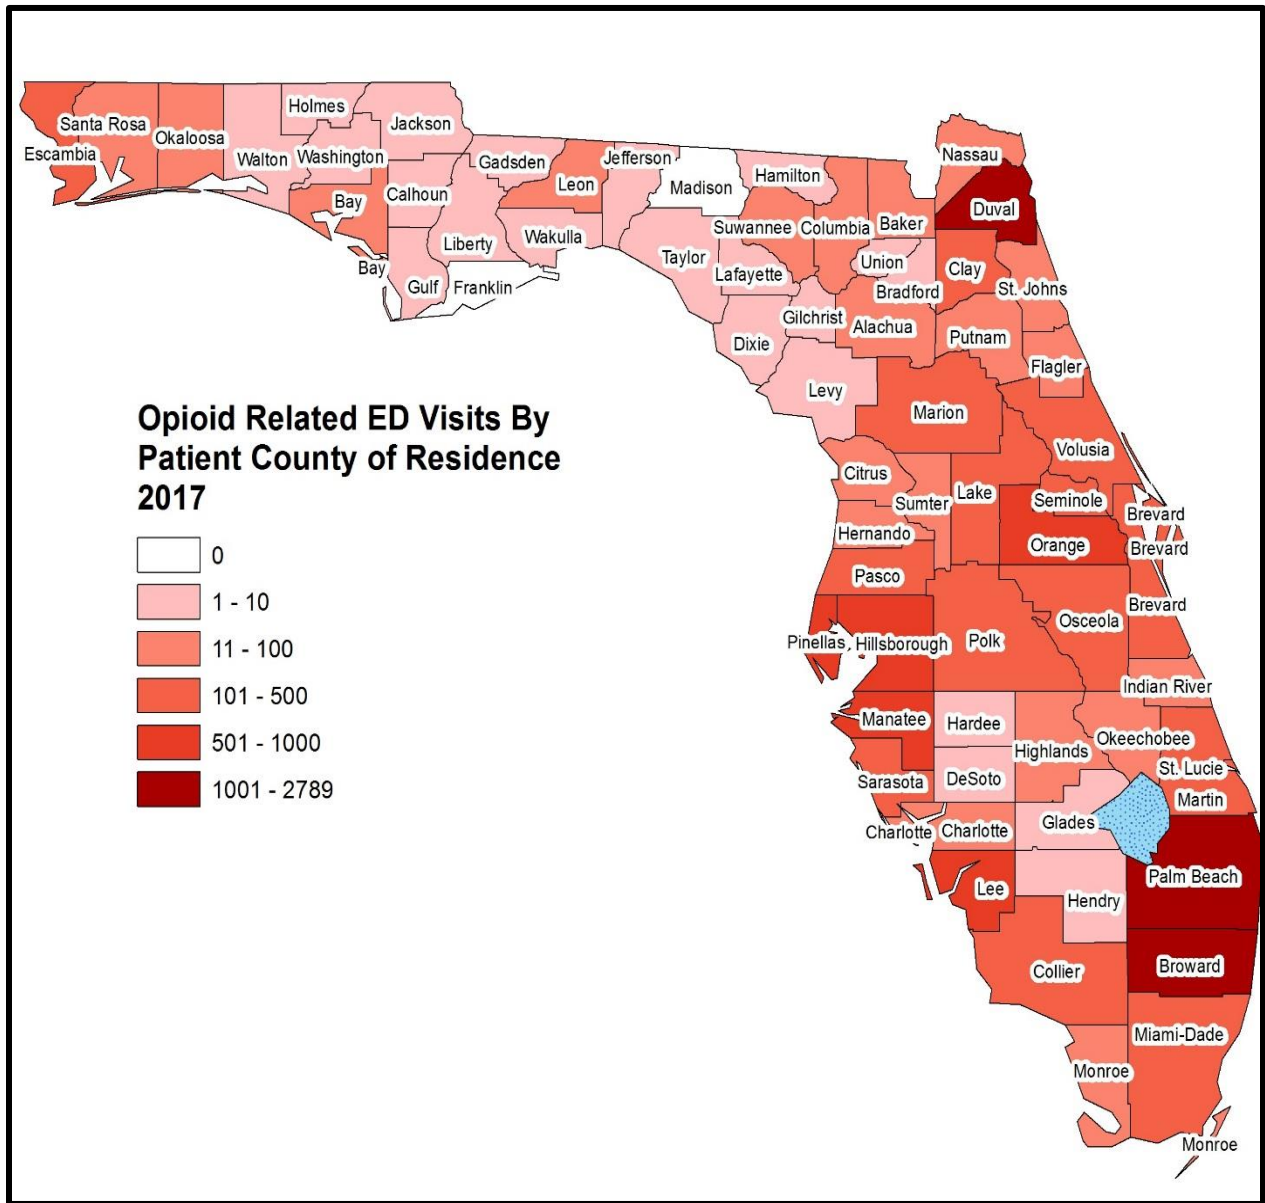 Holmes
Jackson
Santa Rosa
Okaloosa
Escambia
Walton
Washington
Gadsden
Jefferson
Nassau
Leon
Madison
Hamilton
Calhoun
Bay
Duval
Suwannee
Columbia
Baker
Liberty
Wakulla
Taylor
Lafayette
Union
Clay
Bay
Gulf
Franklin
Bradford
St. Johns
Gilchrist
Alachua
Dixie
Putnam
Flagler
Levy
Marion
Opioid Related ED Visits By
Patient County of Residence
2017
0
1 - 10
11 - 100
101 - 500
501 - 1000
1001 - 2789
Volusia
Citrus
Sumter
Lake
Seminole
Brevard
Hernando
Orange
Brevard
Pasco
Brevard
Osceola
Pinellas
Hillsborough
Polk
Indian River
Manatee
Hardee
Highlands
Okeechobee
Sarasota
DeSoto
St. Lucie
Martin
Charlotte
Charlotte
Glades
Lee
Hendry
Palm Beach
Collier
Broward
Miami-Dade
Monroe
Monroe